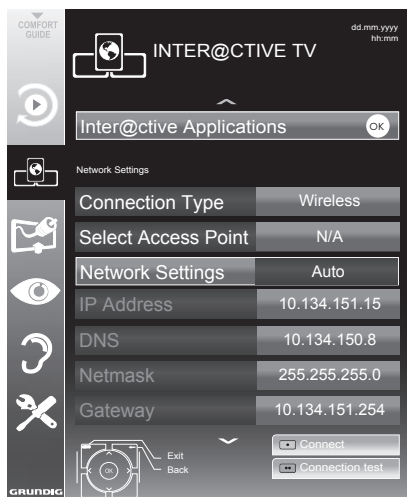 COMFORT
GUIDE
dd.mm.yyyy
hh:mm
INTER@CTIVE TV
Inter@ctive Applications OK
Network Settings
Connection Type Wireless
Select Access Point N/A
Network Settings Auto
IP Address 10.134.151.15
DNS 10.134.150.8
Netmask 255.255.255.0
Gateway 10.134.151.254
OK
Exit
Back
Connect
Connection test
GRUNDIG